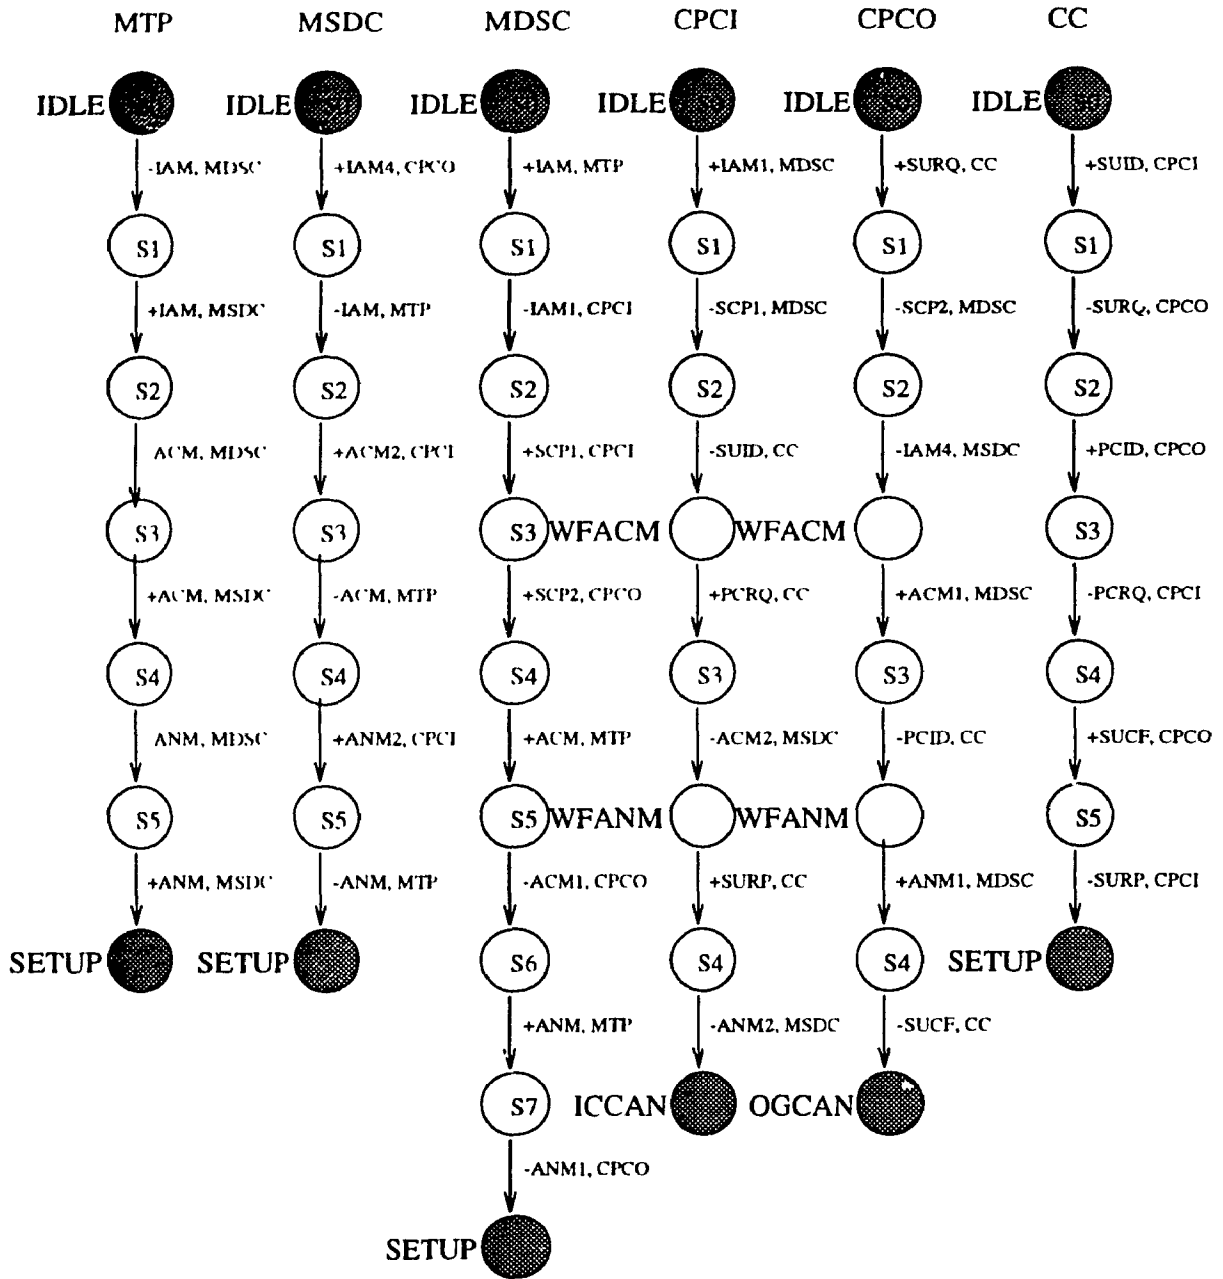 MTP MSDC MDSC CPCI CPCO CC
IDLE IDLE IDLE IDLE IDLE IDLE
-IAM, MDSC +IAM4, CPCO +IAM, MTP +IAM1, MDSC +SURQ, CC +SUID, CPCI
S1 S1 S1 S1 S1 S1
+IAM, MSDC -IAM, MTP -IAM1, CPCI -SCP1, MDSC -SCP2, MDSC -SURQ, CPCO
S2 S2 S2 S2 S2 S2
ACM, MDSC +ACM2, CPCI +SCP1, CPCI -SUID, CC -IAM4, MSDC +PCID, CPCO
S3 S3 S3 WFACM WFACM S3
+ACM, MSDC -ACM, MTP +SCP2, CPCO +PCRQ, CC +ACM1, MDSC -PCRQ, CPCI
S4 S4 S4 S3 S3 S4
ANM, MDSC +ANM2, CPCI +ACM, MTP -ACM2, MSDC -PCID, CC +SUCF, CPCO
S5 S5 S5 WFANM WFANM S5
+ANM, MSDC -ANM, MTP -ACM1, CPCO +SURP, CC +ANM1, MDSC -SURP, CPCI
SETUP SETUP S6 S4 S4 SETUP
+ANM, MTP -ANM2, MSDC -SUCF, CC
S7 ICCAN OGCAN
-ANM1, CPCO
SETUP